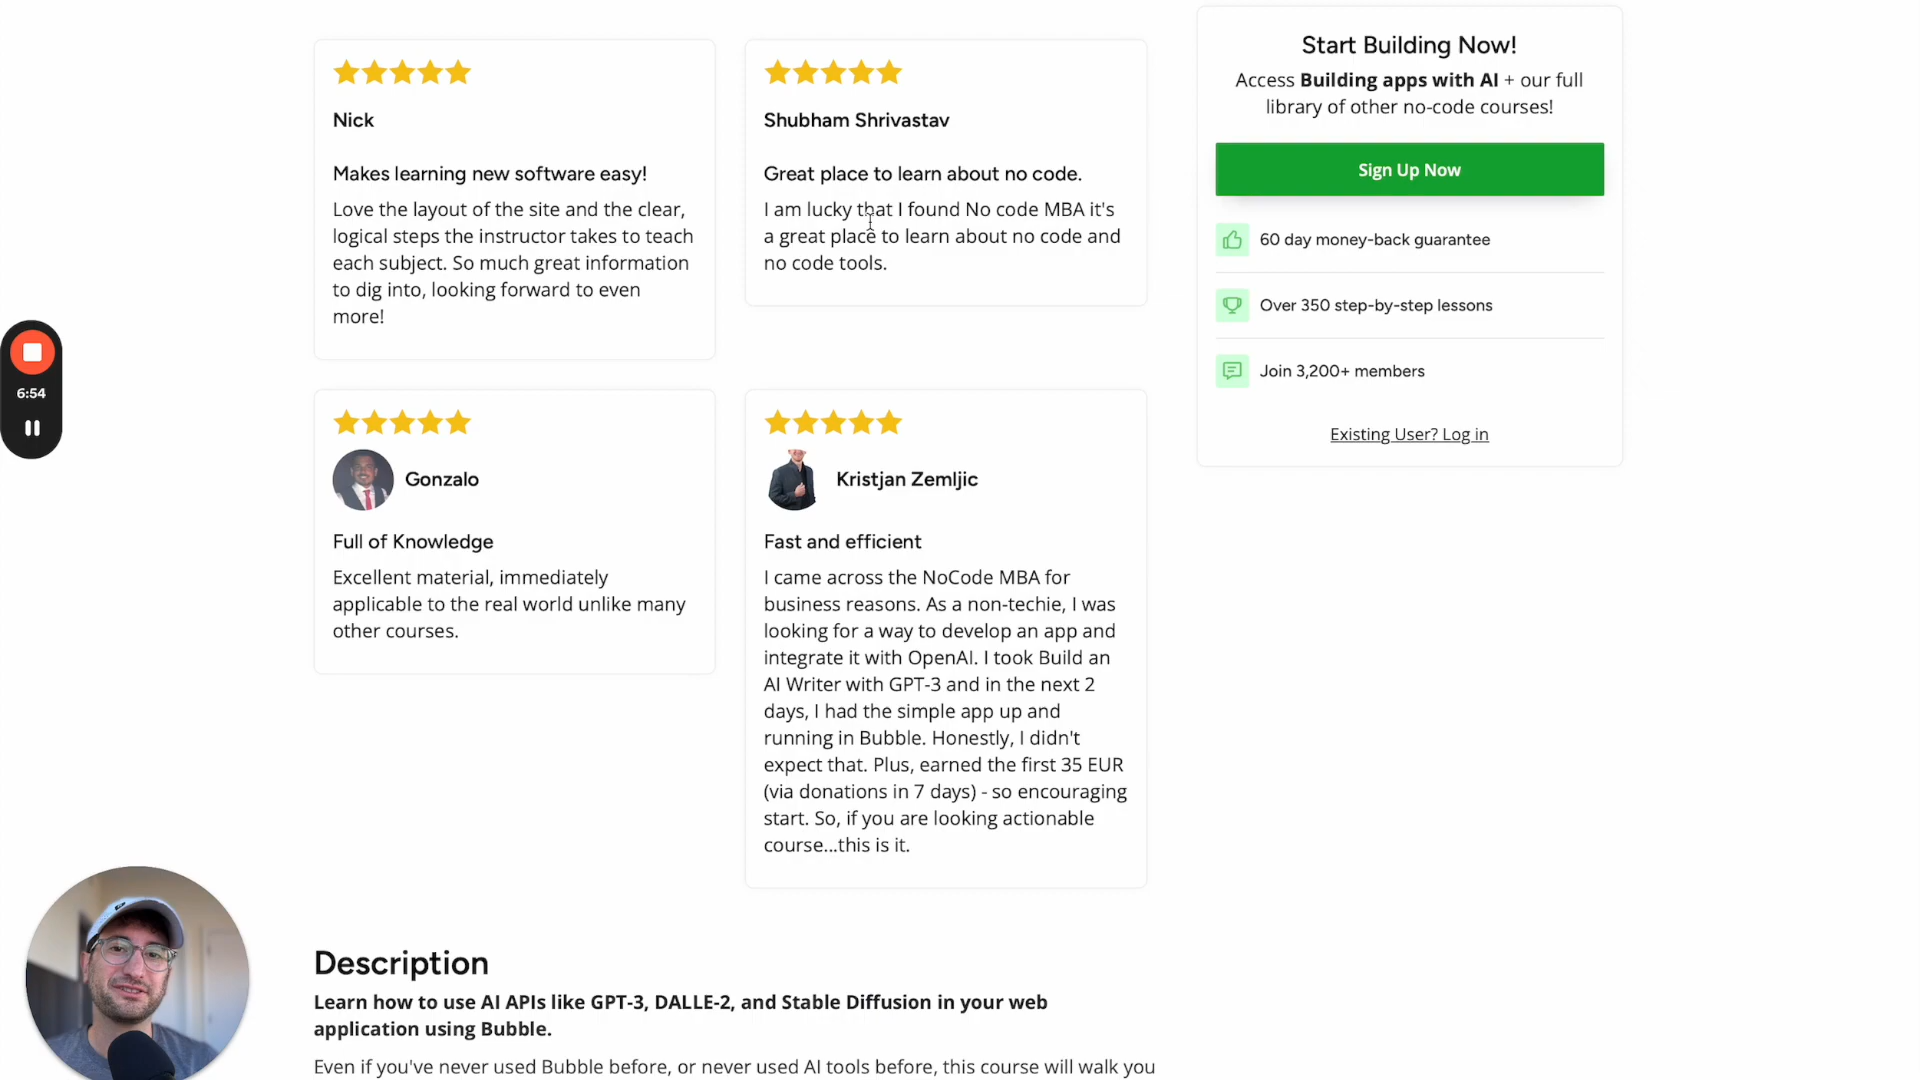 Nick
Makes learning new software easy!
Love the layout of the site and the clear,
logical steps the instructor takes to teach
each subject. So much great information
to dig into, looking forward to even
more!
Shubham Shrivastav
Great place to learn about no code.
I am lucky that I found No code MBA it's
a great place to learn about no code and
no code tools.
Gonzalo
Full of Knowledge
Excellent material, immediately
applicable to the real world unlike many
other courses.
Kristjan Zemljic
Fast and efficient
I came across the NoCode MBA for
business reasons. As a non-techie, I was
looking for a way to develop an app and
integrate it with OpenAI. I took Build an
AI Writer with GPT-3 and in the next 2
days, I had the simple app up and
running in Bubble. Honestly, I didn't
expect that. Plus, earned the first 35 EUR
(via donations in 7 days) - so encouraging
start. So, if you are looking actionable
course...this is it.
Start Building Now!
Access Building apps with AI + our full
library of other no-code courses!
Sign Up Now
60 day money-back guarantee
Over 350 step-by-step lessons
Join 3,200+ members
Existing User? Log in
6:54
Description
Learn how to use AI APIs like GPT-3, DALLE-2, and Stable Diffusion in your web
application using Bubble.
Even if you've never used Bubble before, or never used AI tools before, this course will walk you